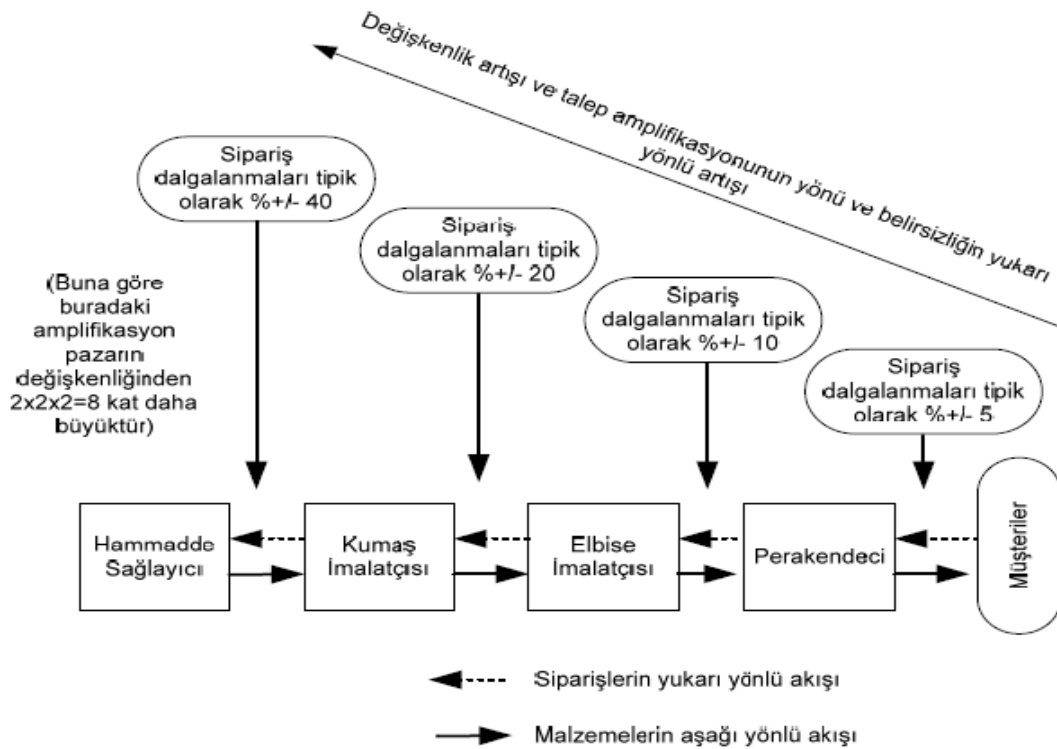 Değişkenlik artışı ve talep amplifikasyonunun yönü ve belirsizliğin yukarı
yönlü artışı
Sipariş
dalgalanmaları tipik
olarak %+/- 40
Sipariş
dalgalanmaları tipik
olarak %+/- 20
Sipariş
dalgalanmaları tipik
olarak %+/- 10
Sipariş
dalgalanmaları tipik
olarak %+/- 5
(Buna göre
buradaki
amplifikasyon
pazarın
değişkenliğinden
2x2x2=8 kat daha
büyüktür)
Hammadde
Sağlayıcı
Kumaş
İmalatçısı
Elbise
İmalatçısı
Perakendeci
Müşteriler
Siparişlerin yukarı yönlü akışı
Malzemelerin aşağı yönlü akışı